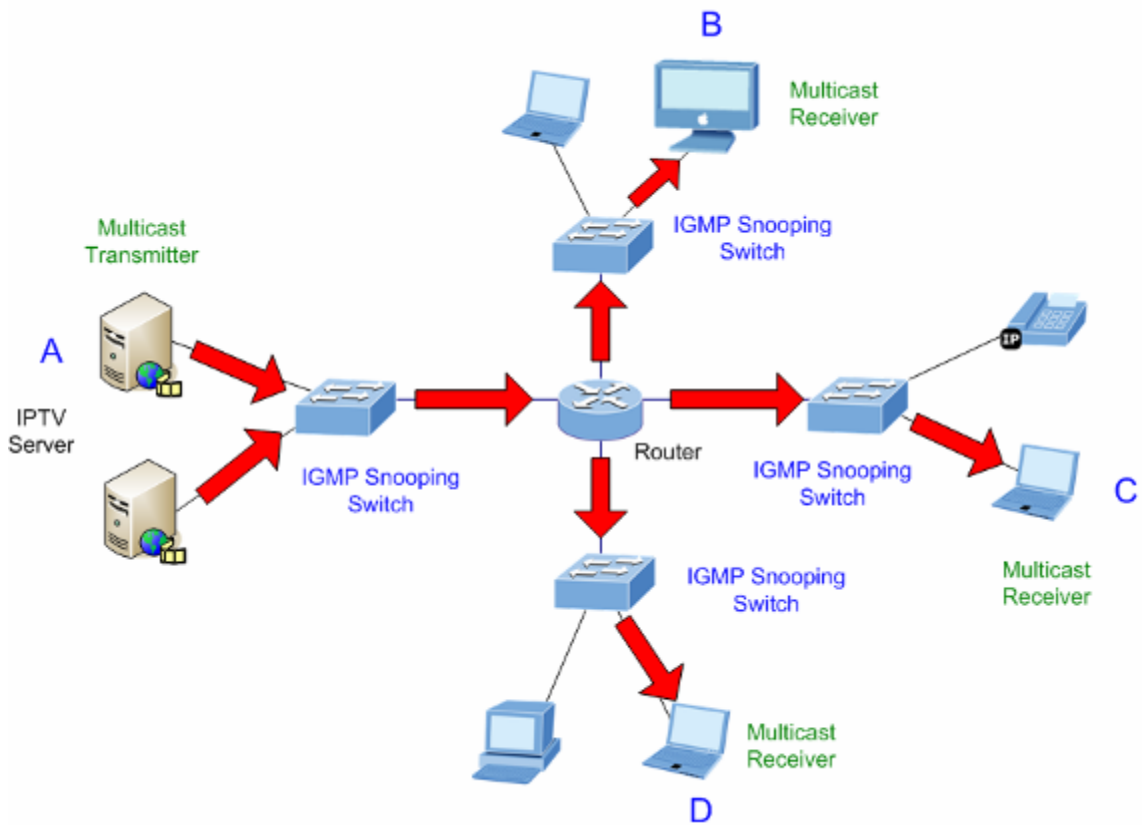 B
Multicast
Receiver
IGMP Snooping
Switch
Multicast
Transmitter
A
IPTV
Server
IGMP Snooping
Switch
Router
IP
IGMP Snooping
Switch
C
Multicast
Receiver
IGMP Snooping
Switch
Multicast
Receiver
D